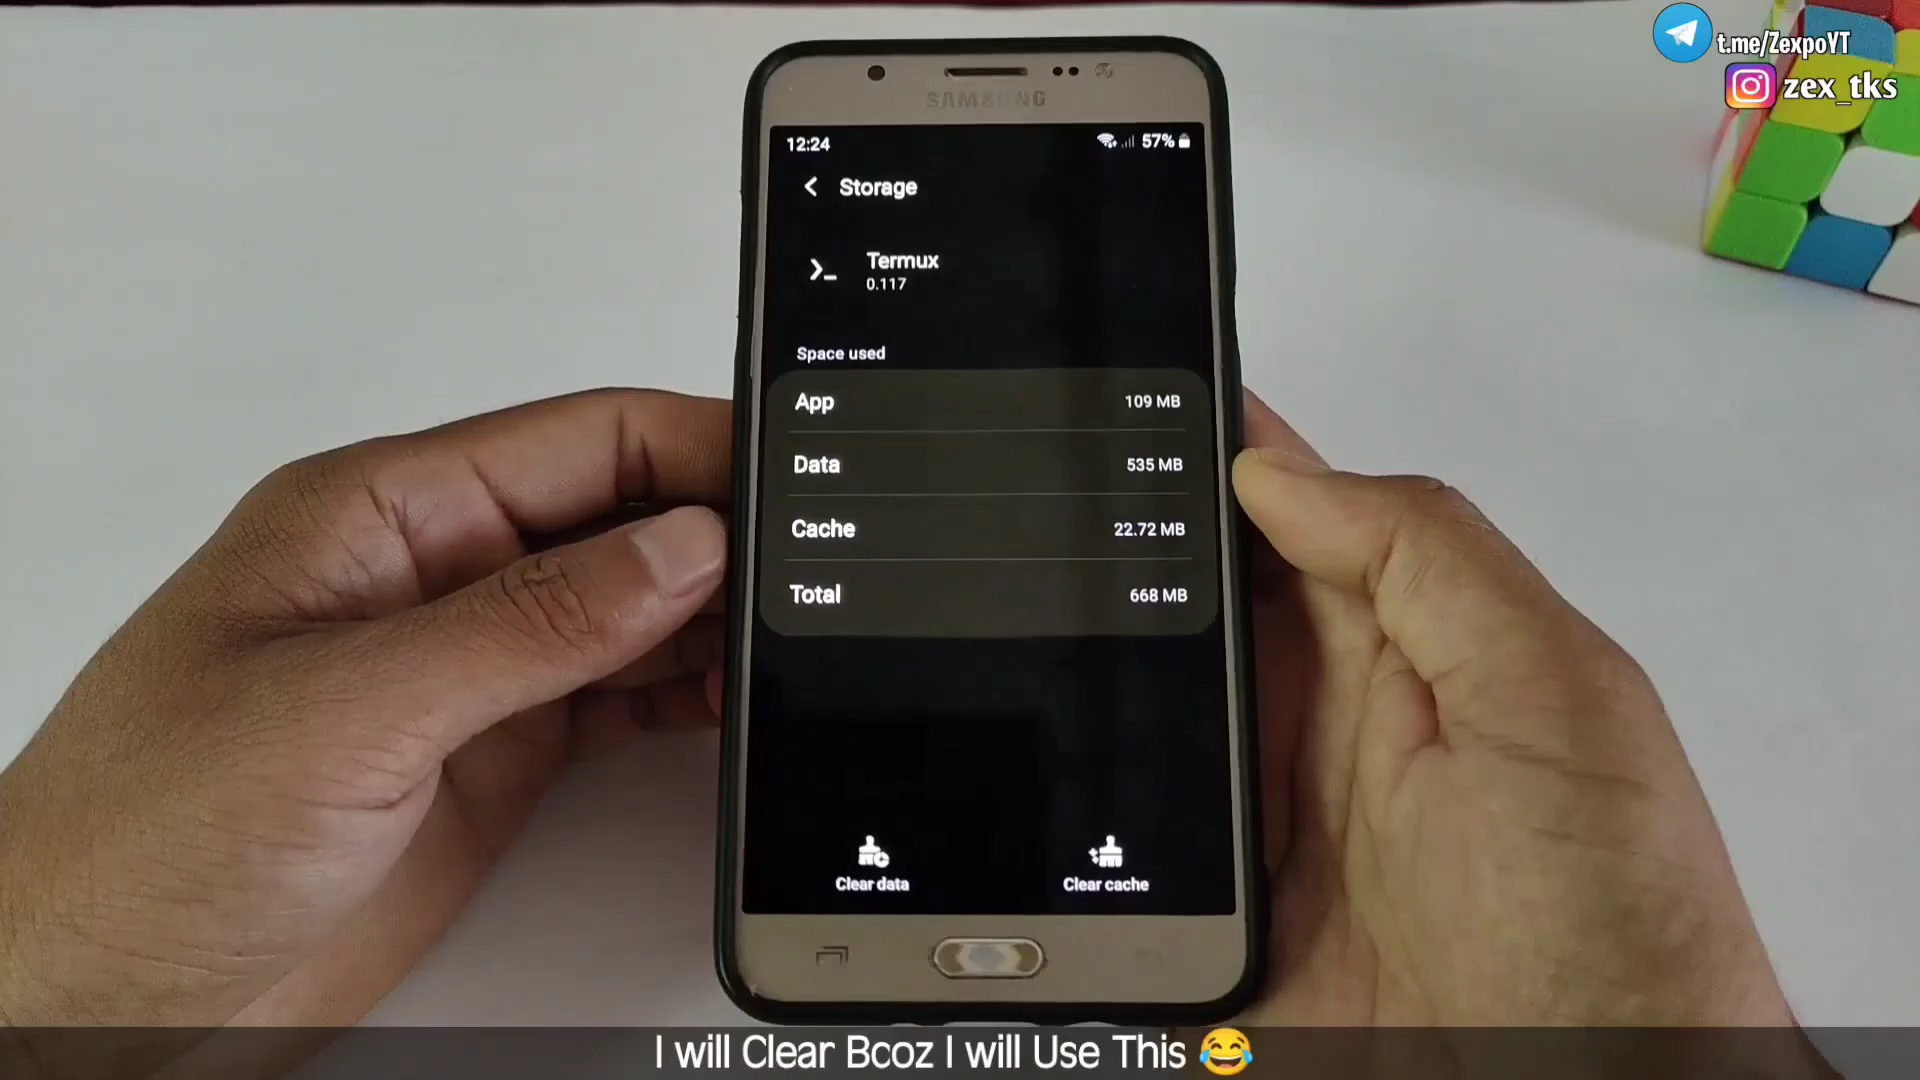 t.me/ZexpoYT
zex_tks
SAMSUNG
12:24
57%
Storage
Termux
0.117
Space used
App 109 MB
Data 535 MB
Cache 22.72 MB
Total 668 MB
Clear data
Clear cache
I will Clear Bcoz I will Use This 😂